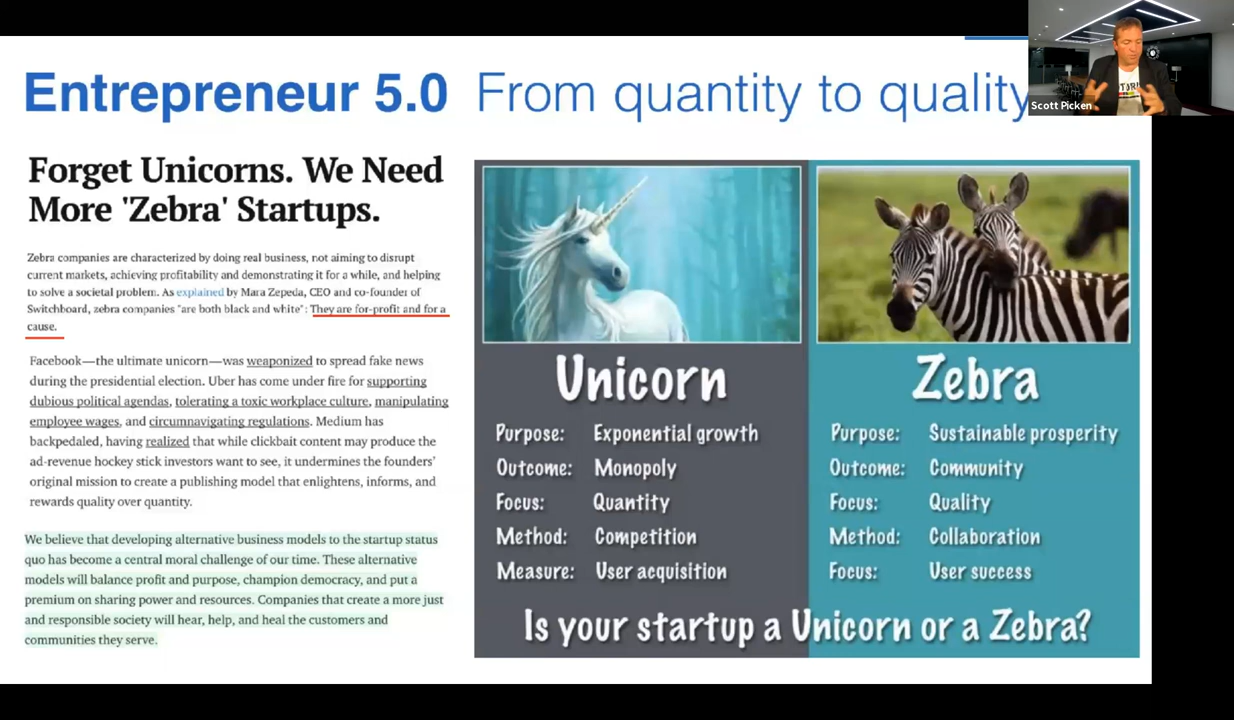 Entrepreneur 5.0 From quantity to quality
Scott Picken
Forget Unicorns. We Need
More 'Zebra' Startups.
Zebra companies are characterized by doing real business, not aiming to disrupt
current markets, achieving profitability and demonstrating it for a while, and helping
to solve a societal problem. As explained by Mara Zepeda, CEO and co-founder of
Switchboard, zebra companies "are both black and white": They are for-profit and for a
cause.
Facebook—the ultimate unicorn—was weaponized to spread fake news
during the presidential election. Uber has come under fire for supporting
dubious political agendas, tolerating a toxic workplace culture, manipulating
employee wages, and circumnavigating regulations. Medium has
backpedaled, having realized that while clickbait content may produce the
ad-revenue hockey stick investors want to see, it undermines the founders'
original mission to create a publishing model that enlightens, informs, and
rewards quality over quantity.
We believe that developing alternative business models to the startup status
quo has become a central moral challenge of our time. These alternative
models will balance profit and purpose, champion democracy, and put a
premium on sharing power and resources. Companies that create a more just
and responsible society will hear, help, and heal the customers and
communities they serve.
Unicorn
Purpose: Exponential growth
Outcome: Monopoly
Focus: Quantity
Method: Competition
Measure: User acquisition
Zebra
Purpose: Sustainable prosperity
Outcome: Community
Focus: Quality
Method: Collaboration
Focus: User success
Is your startup a Unicorn or a Zebra?